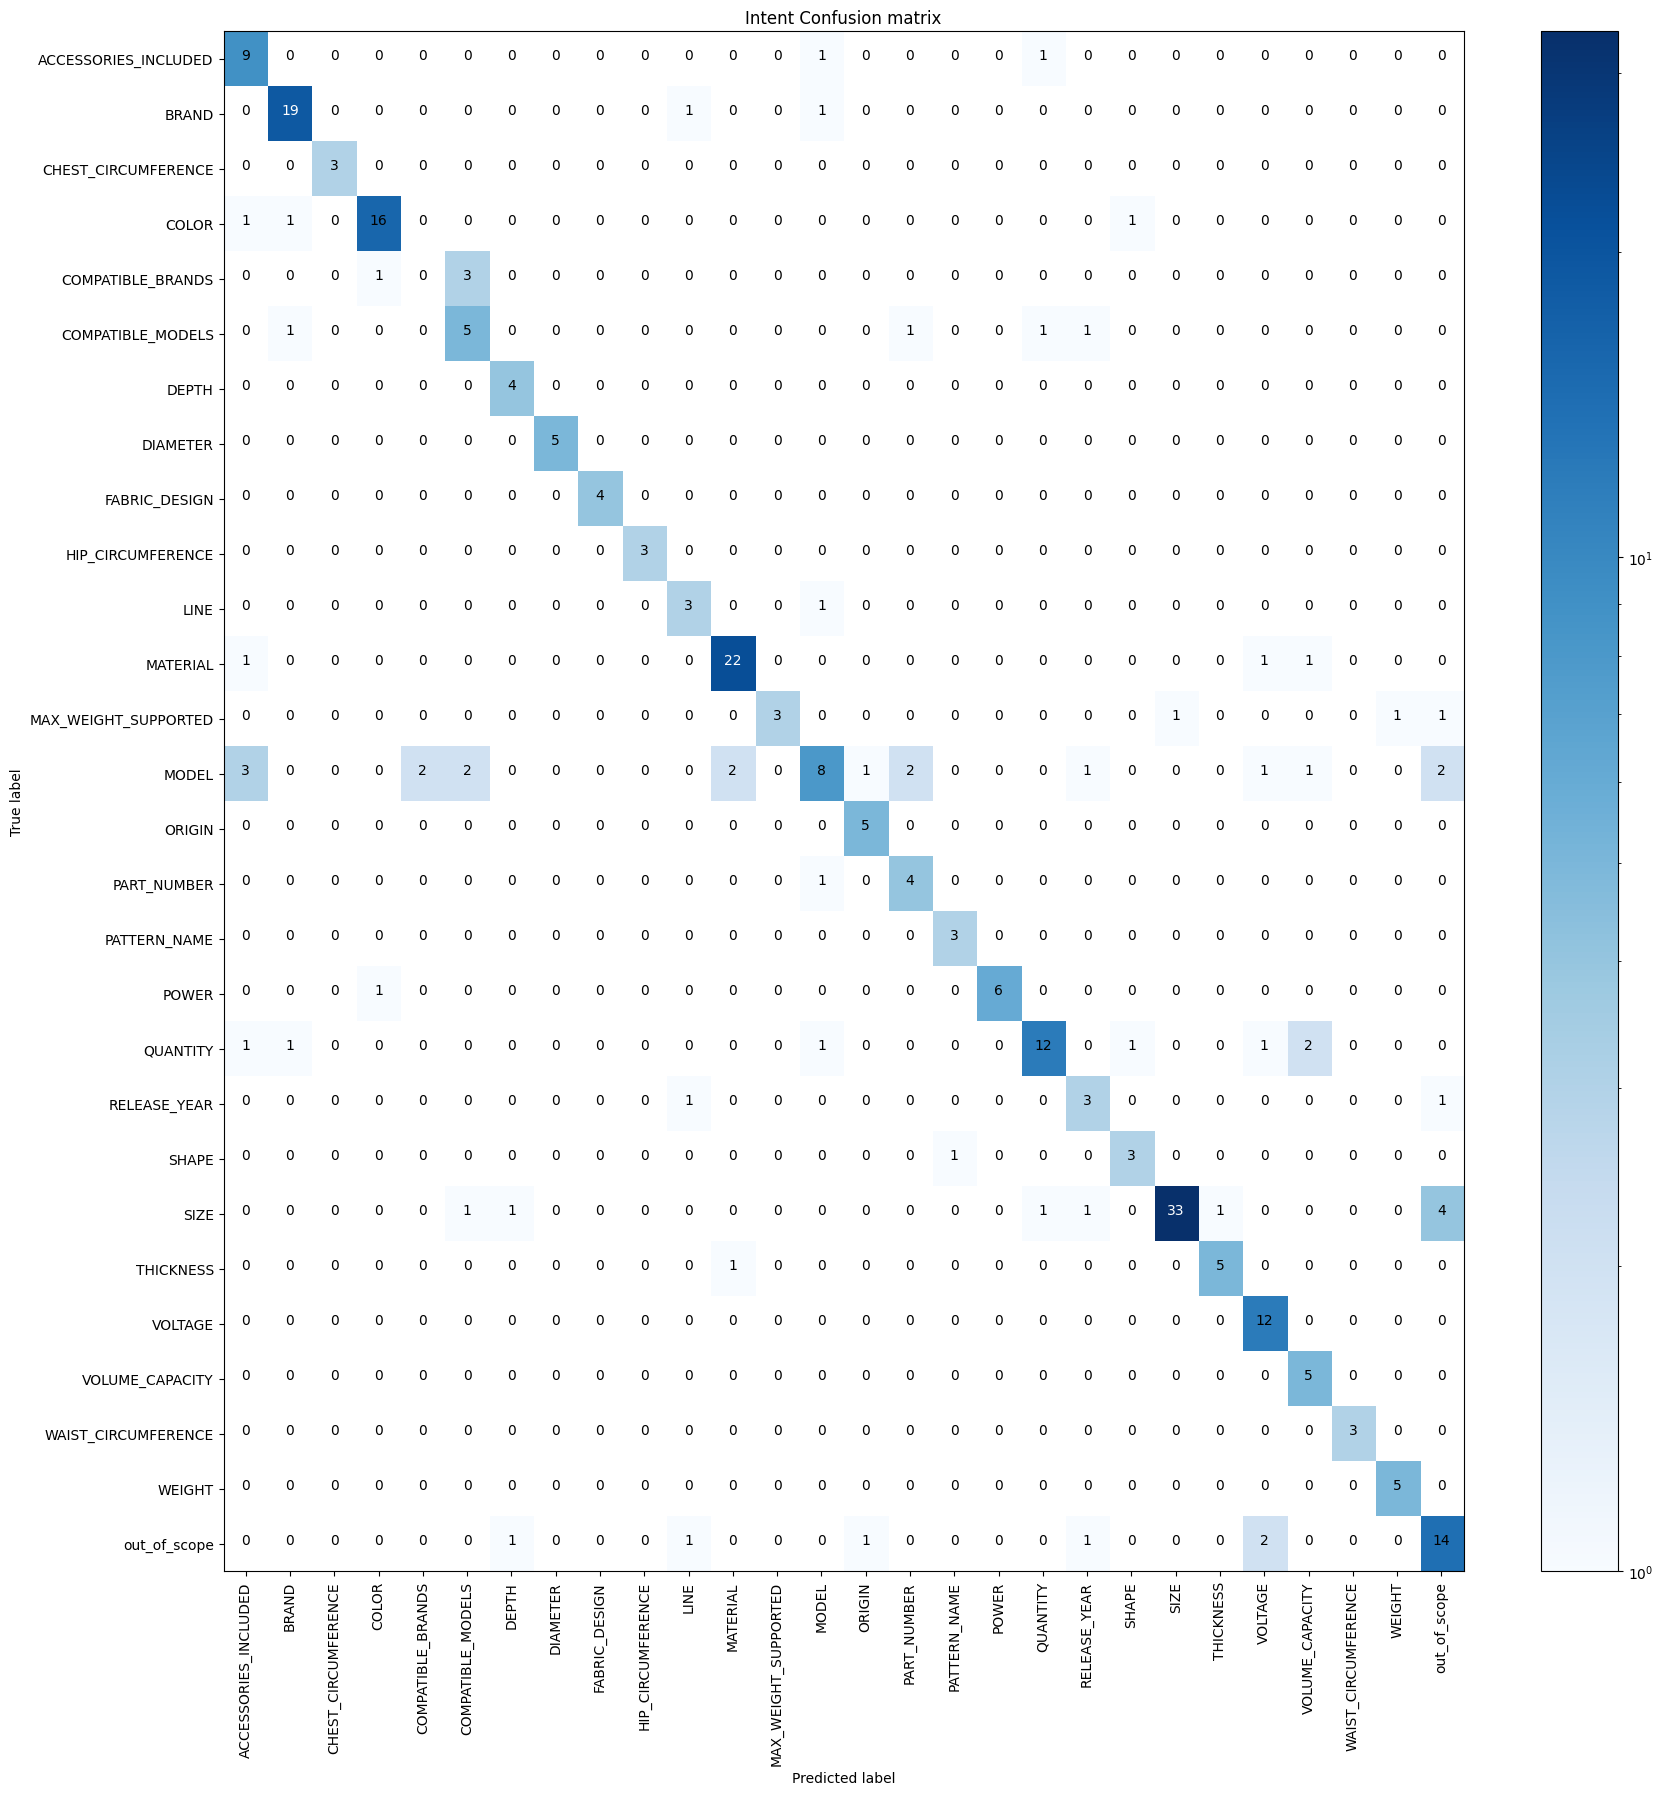 Intent Confusion matrix
ACCESSORIES_INCLUDED 9 0 0 0 0 0 0 0 0 0 0 0 0 1 0 0 0 0 1 0 0 0 0 0 0 0 0 0
BRAND 0 19 0 0 0 0 0 0 0 0 1 0 0 1 0 0 0 0 0 0 0 0 0 0 0 0 0 0
CHEST_CIRCUMFERENCE 0 0 3 0 0 0 0 0 0 0 0 0 0 0 0 0 0 0 0 0 0 0 0 0 0 0 0 0
COLOR 1 1 0 16 0 0 0 0 0 0 0 0 0 0 0 0 0 0 0 0 1 0 0 0 0 0 0 0
COMPATIBLE_BRANDS 0 0 0 1 0 3 0 0 0 0 0 0 0 0 0 0 0 0 0 0 0 0 0 0 0 0 0 0
COMPATIBLE_MODELS 0 1 0 0 0 5 0 0 0 0 0 0 0 0 0 1 0 0 1 1 0 0 0 0 0 0 0 0
DEPTH 0 0 0 0 0 0 4 0 0 0 0 0 0 0 0 0 0 0 0 0 0 0 0 0 0 0 0 0
DIAMETER 0 0 0 0 0 0 0 5 0 0 0 0 0 0 0 0 0 0 0 0 0 0 0 0 0 0 0 0
FABRIC_DESIGN 0 0 0 0 0 0 0 0 4 0 0 0 0 0 0 0 0 0 0 0 0 0 0 0 0 0 0 0
HIP_CIRCUMFERENCE 0 0 0 0 0 0 0 0 0 3 0 0 0 0 0 0 0 0 0 0 0 0 0 0 0 0 0 0
LINE 0 0 0 0 0 0 0 0 0 0 3 0 0 1 0 0 0 0 0 0 0 0 0 0 0 0 0 0
MATERIAL 1 0 0 0 0 0 0 0 0 0 0 22 0 0 0 0 0 0 0 0 0 0 0 1 1 0 0 0
MAX_WEIGHT_SUPPORTED 0 0 0 0 0 0 0 0 0 0 0 0 3 0 0 0 0 0 0 0 0 1 0 0 0 0 1 1
MODEL 3 0 0 0 2 2 0 0 0 0 0 2 0 8 1 2 0 0 0 1 0 0 0 1 1 0 0 2
ORIGIN 0 0 0 0 0 0 0 0 0 0 0 0 0 0 5 0 0 0 0 0 0 0 0 0 0 0 0 0
PART_NUMBER 0 0 0 0 0 0 0 0 0 0 0 0 0 1 0 4 0 0 0 0 0 0 0 0 0 0 0 0
PATTERN_NAME 0 0 0 0 0 0 0 0 0 0 0 0 0 0 0 0 3 0 0 0 0 0 0 0 0 0 0 0
POWER 0 0 0 1 0 0 0 0 0 0 0 0 0 0 0 0 0 6 0 0 0 0 0 0 0 0 0 0
QUANTITY 1 1 0 0 0 0 0 0 0 0 0 0 0 1 0 0 0 0 12 0 1 0 0 1 2 0 0 0
RELEASE_YEAR 0 0 0 0 0 0 0 0 0 0 1 0 0 0 0 0 0 0 0 3 0 0 0 0 0 0 0 1
SHAPE 0 0 0 0 0 0 0 0 0 0 0 0 0 0 0 0 1 0 0 0 3 0 0 0 0 0 0 0
SIZE 0 0 0 0 0 1 1 0 0 0 0 0 0 0 0 0 0 0 1 1 0 33 1 0 0 0 0 4
THICKNESS 0 0 0 0 0 0 0 0 0 0 0 1 0 0 0 0 0 0 0 0 0 0 5 0 0 0 0 0
VOLTAGE 0 0 0 0 0 0 0 0 0 0 0 0 0 0 0 0 0 0 0 0 0 0 0 12 0 0 0 0
VOLUME_CAPACITY 0 0 0 0 0 0 0 0 0 0 0 0 0 0 0 0 0 0 0 0 0 0 0 0 5 0 0 0
WAIST_CIRCUMFERENCE 0 0 0 0 0 0 0 0 0 0 0 0 0 0 0 0 0 0 0 0 0 0 0 0 0 3 0 0
WEIGHT 0 0 0 0 0 0 0 0 0 0 0 0 0 0 0 0 0 0 0 0 0 0 0 0 0 0 5 0
out_of_scope 0 0 0 0 0 0 1 0 0 0 1 0 0 0 1 0 0 0 0 1 0 0 0 2 0 0 0 14
True label
ACCESSORIES_INCLUDED
BRAND
CHEST_CIRCUMFERENCE
COLOR
COMPATIBLE_BRANDS
COMPATIBLE_MODELS
DEPTH
DIAMETER
FABRIC_DESIGN
HIP_CIRCUMFERENCE
LINE
MATERIAL
MAX_WEIGHT_SUPPORTED
MODEL
ORIGIN
PART_NUMBER
PATTERN_NAME
POWER
QUANTITY
RELEASE_YEAR
SHAPE
SIZE
THICKNESS
VOLTAGE
VOLUME_CAPACITY
WAIST_CIRCUMFERENCE
WEIGHT
out_of_scope
Predicted label
10¹
10⁰